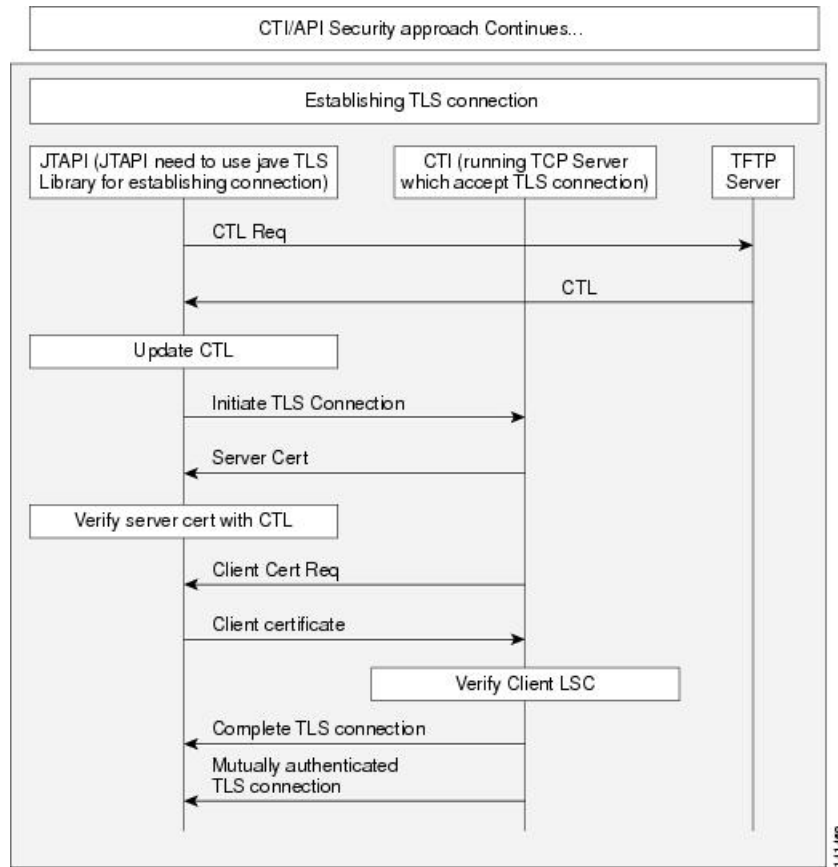 CTI/API Security approach Continues...
Establishing TLS connection
JTAPI (JTAPI need to use jave TLS
Library for establishing connection)
CTI (running TCP Server
which accept TLS connection)
TFTP
Server
CTL Req
CTL
Update CTL
Initiate TLS Connection
Server Cert
Verify server cert with CTL
Client Cert Req
Client certificate
Verify Client LSC
Complete TLS connection
Mutually authenticated
TLS connection